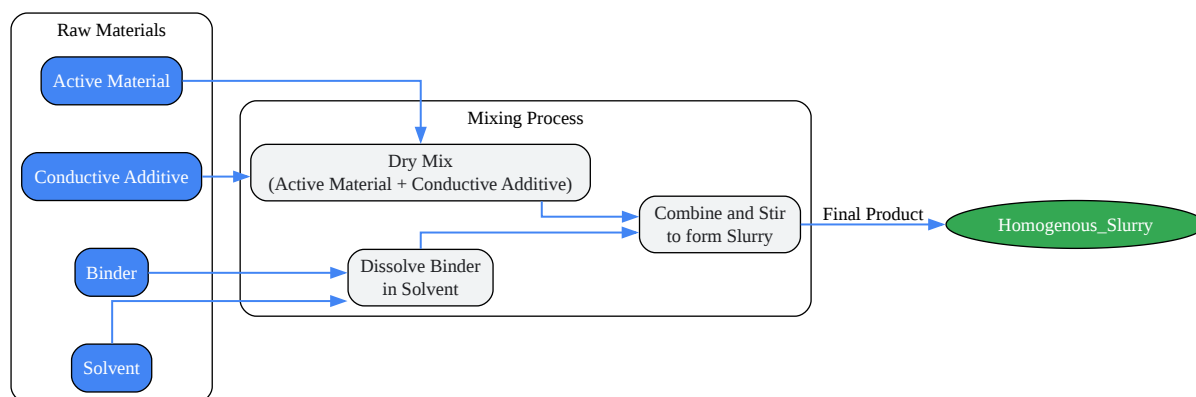 Raw Materials
Active Material
Conductive Additive
Binder
Solvent
Mixing Process
Dry Mix
(Active Material + Conductive Additive)
Dissolve Binder
in Solvent
Combine and Stir
to form Slurry
Final Product
Homogenous_Slurry